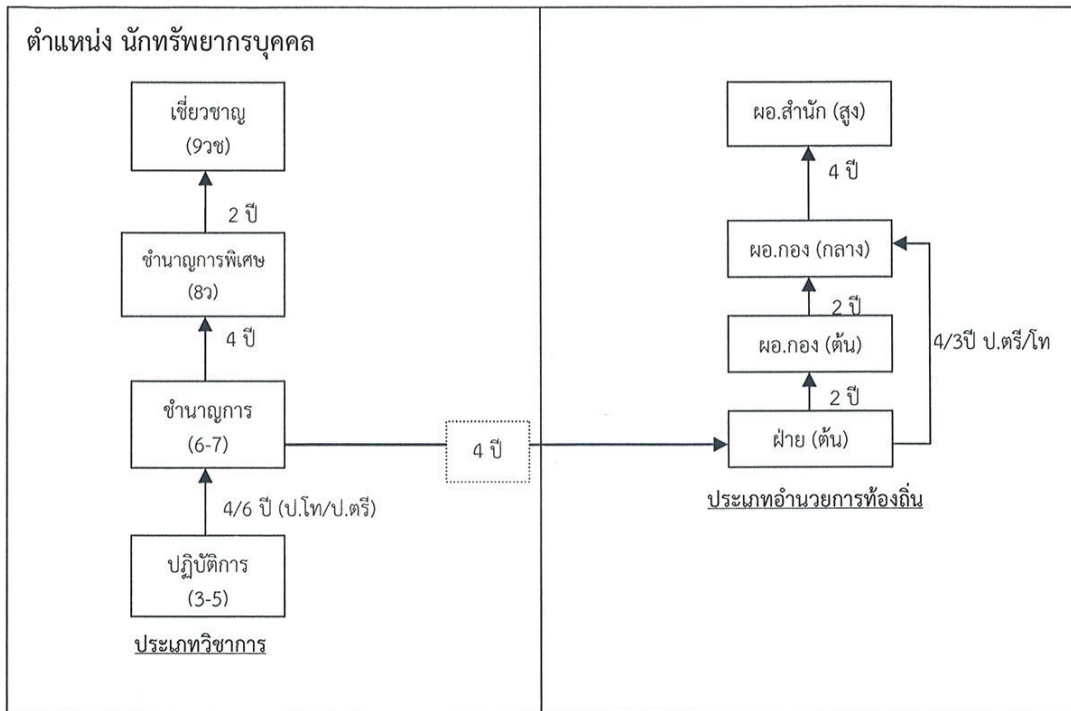 ตำแหน่ง นักทรัพยากรบุคคล
เชี่ยวชาญ
(9วช)
2 ปี
ชำนาญการพิเศษ
(8ว)
4 ปี
ชำนาญการ
(6-7)
4/6 ปี (ป.โท/ป.ตรี)
ปฏิบัติการ
(3-5)
ประเภทวิชาการ
4 ปี
ผอ.สำนัก (สูง)
4 ปี
ผอ.กอง (กลาง)
2 ปี
ผอ.กอง (ต้น)
4/3ปี ป.ตรี/โท
2 ปี
ฝ่าย (ต้น)
ประเภทอำนวยการท้องถิ่น